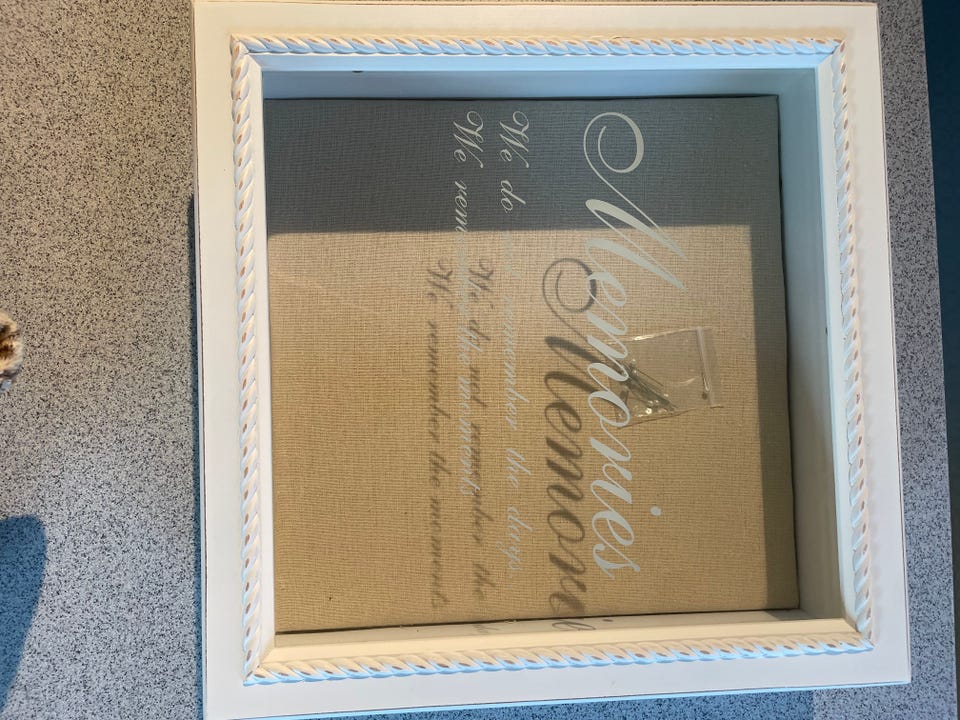 Memories
We do not remember the days
We remember the moments